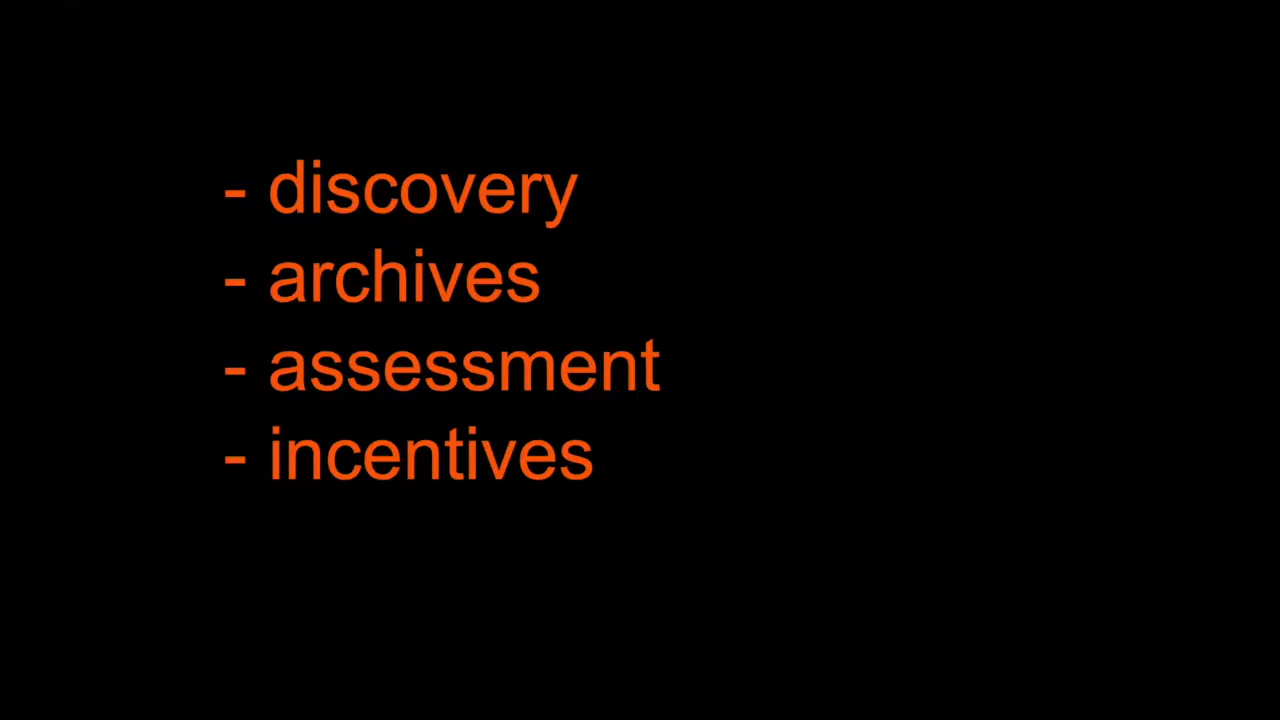 - discovery
- archives
- assessment
- incentives